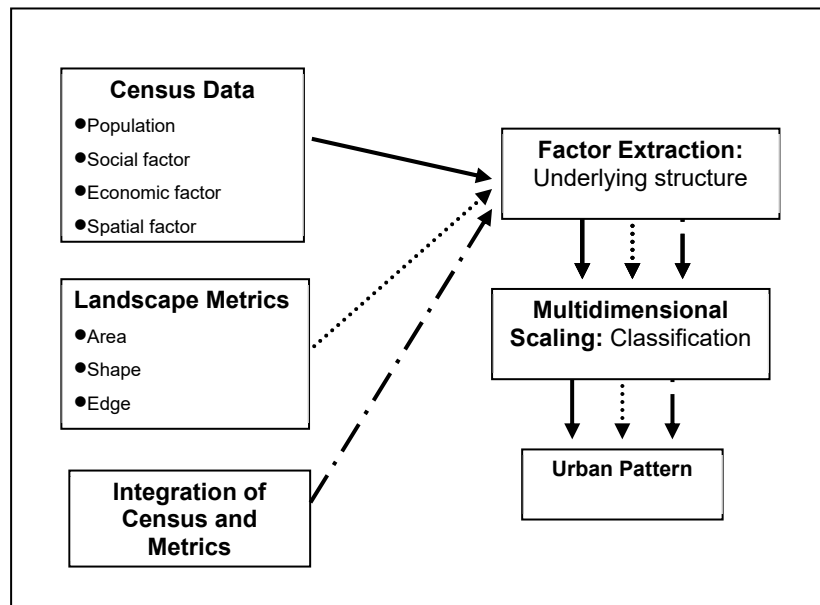 Census Data
●Population
●Social factor
●Economic factor
●Spatial factor
Landscape Metrics
●Area
●Shape
●Edge
Integration of
Census and
Metrics
Factor Extraction:
Underlying structure
Multidimensional
Scaling: Classification
Urban Pattern